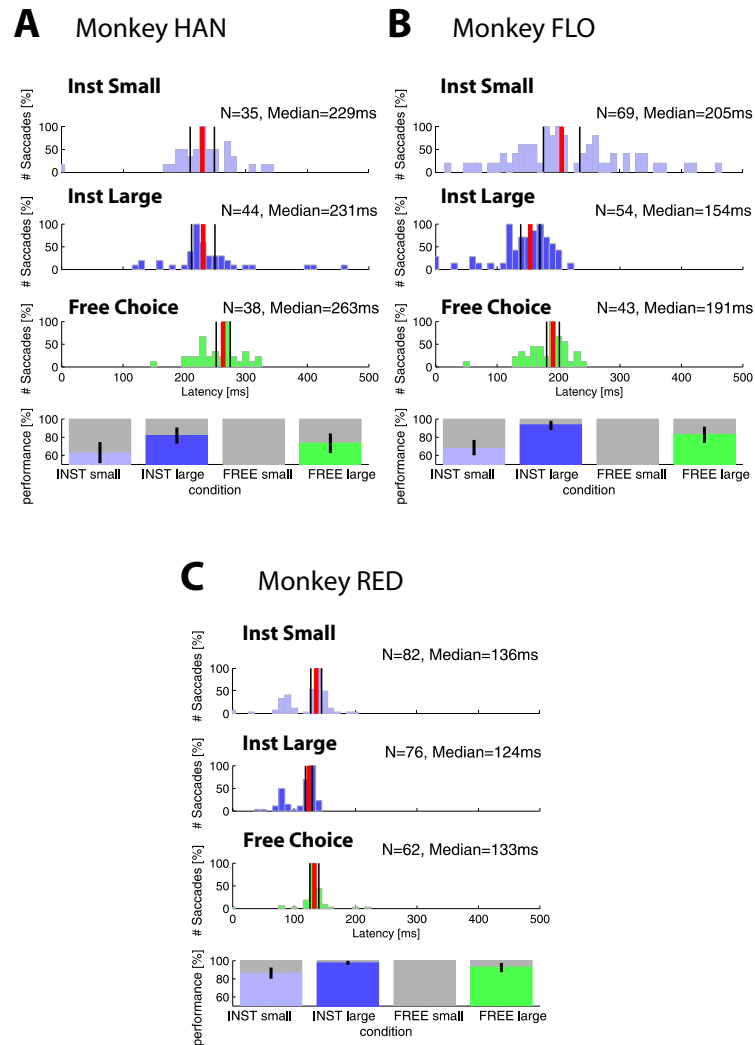 A Monkey HAN
Inst Small
N=35, Median=229ms
# Saccades [%]
100
50
0
Inst Large
N=44, Median=231ms
# Saccades [%]
100
50
0
Free Choice
N=38, Median=263ms
# Saccades [%]
100
50
0
0 100 200 300 400 500
Latency [ms]
performance [%]
100
80
60
INST small INST large FREE small FREE large
condition
B Monkey FLO
Inst Small
N=69, Median=205ms
# Saccades [%]
100
50
0
Inst Large
N=54, Median=154ms
# Saccades [%]
100
50
0
Free Choice
N=43, Median=191ms
# Saccades [%]
100
50
0
0 100 200 300 400 500
Latency [ms]
performance [%]
100
80
60
INST small INST large FREE small FREE large
condition
C Monkey RED
Inst Small
N=82, Median=136ms
# Saccades [%]
100
50
0
Inst Large
N=76, Median=124ms
# Saccades [%]
100
50
0
Free Choice
N=62, Median=133ms
# Saccades [%]
100
50
0
0 100 200 300 400 500
Latency [ms]
performance [%]
100
80
60
INST small INST large FREE small FREE large
condition